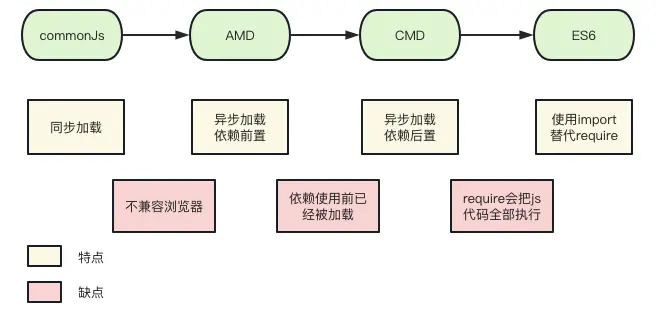 commonJs
AMD
CMD
ES6
同步加载
异步加载
依赖前置
异步加载
依赖后置
使用import
替代require
不兼容浏览器
依赖使用前已
经被加载
require会把js
代码全部执行
特点
缺点